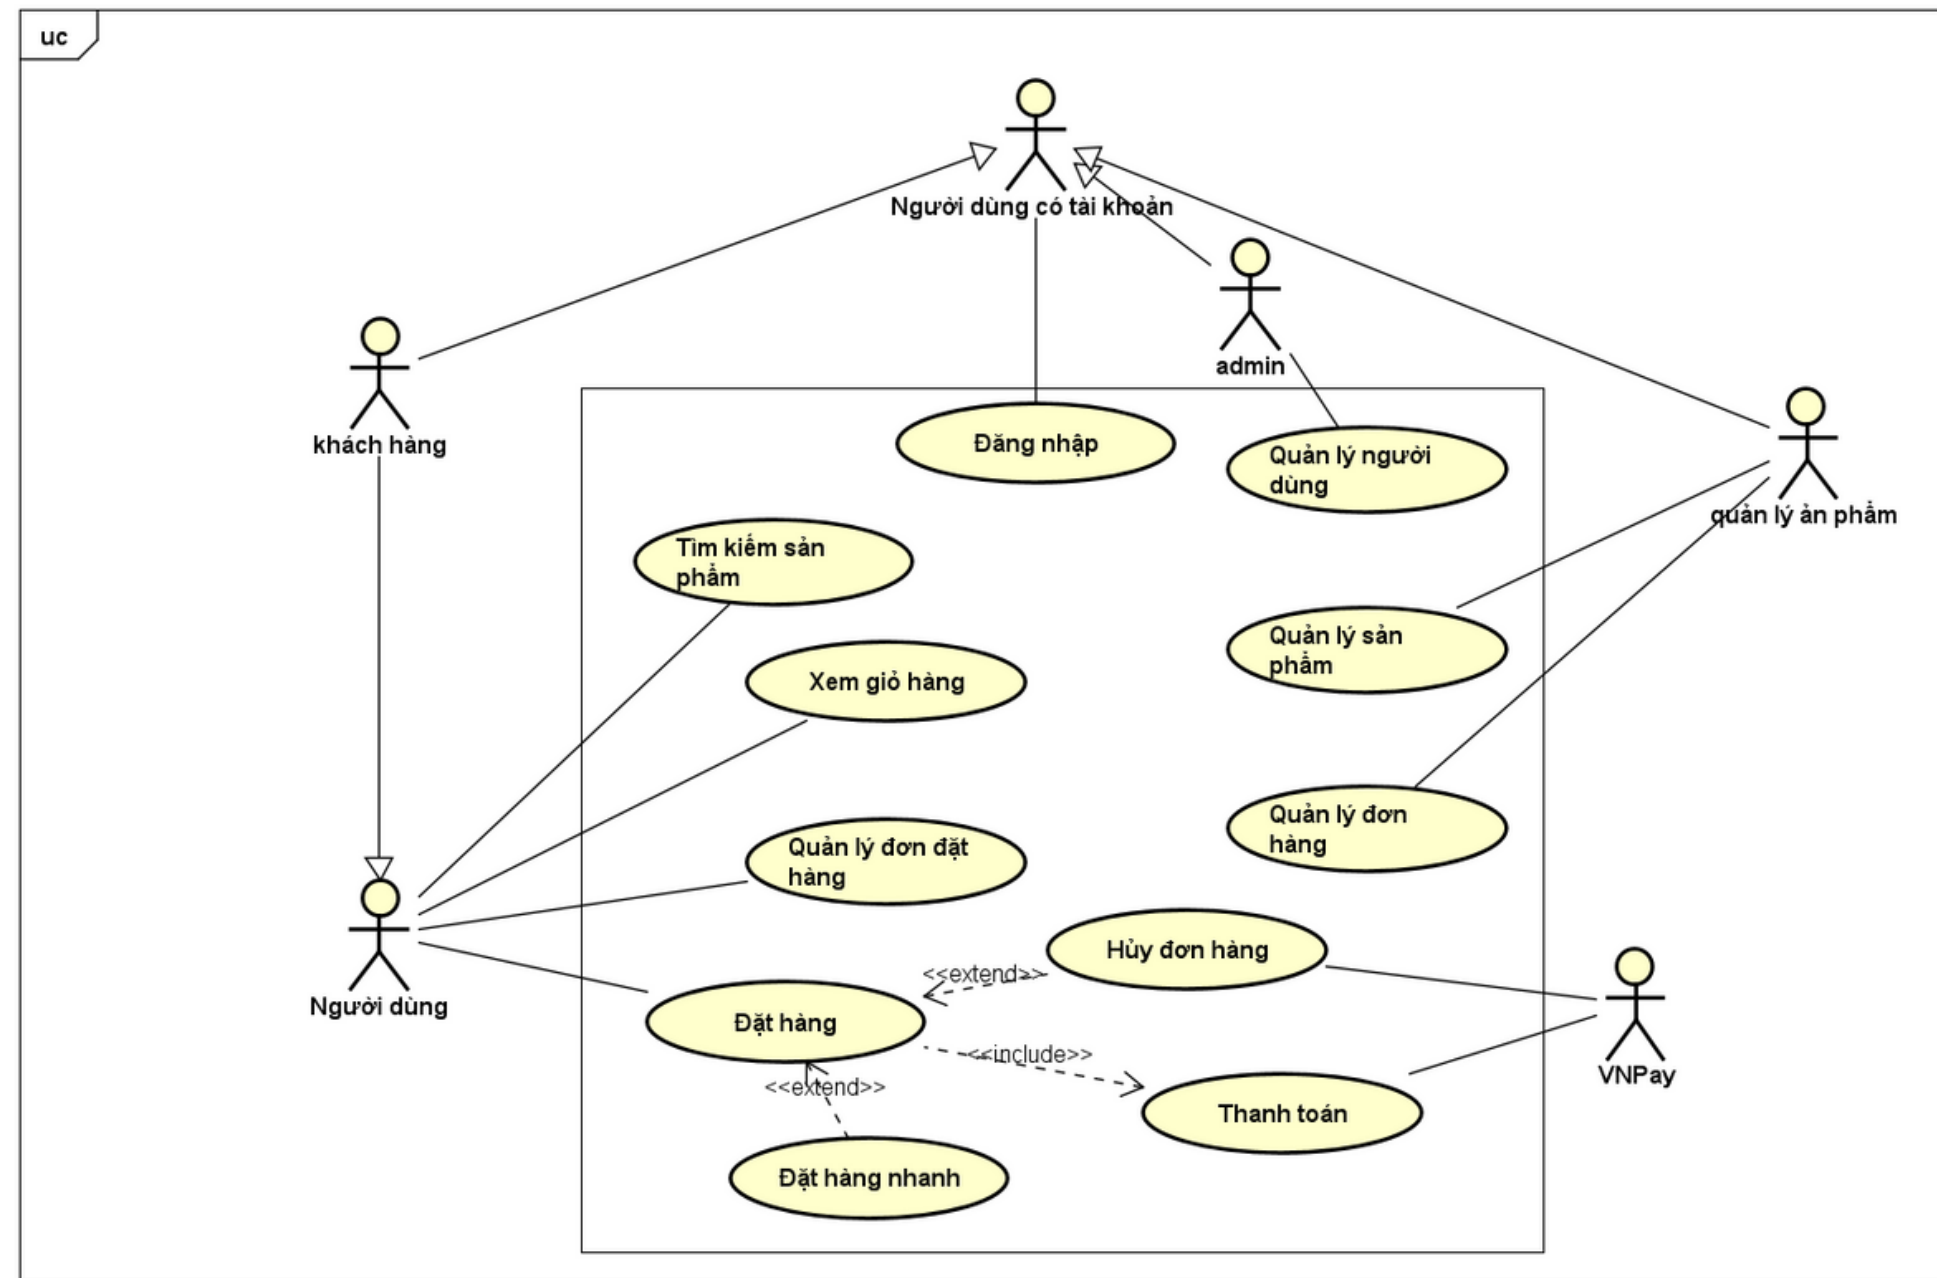 uc
Người dùng có tài khoản
admin
khách hàng
quản lý ản phẩm
Đăng nhập
Quản lý người
dùng
Tìm kiếm sản
phẩm
Xem giỏ hàng
Quản lý sản
phẩm
Quản lý đơn đặt
hàng
Quản lý đơn
hàng
Người dùng
Hủy đơn hàng
<<extend>>
Đặt hàng
<<include>>
VNPay
<<extend>>
Thanh toán
Đặt hàng nhanh